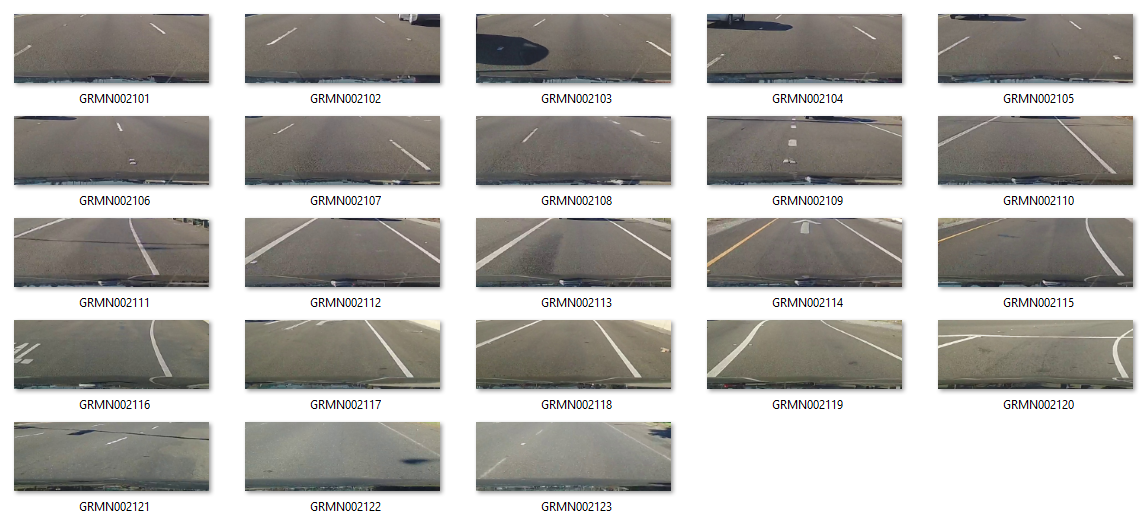 GRMN002101 GRMN002102 GRMN002103 GRMN002104 GRMN002105
GRMN002106 GRMN002107 GRMN002108 GRMN002109 GRMN002110
GRMN002111 GRMN002112 GRMN002113 GRMN002114 GRMN002115
GRMN002116 GRMN002117 GRMN002118 GRMN002119 GRMN002120
GRMN002121 GRMN002122 GRMN002123